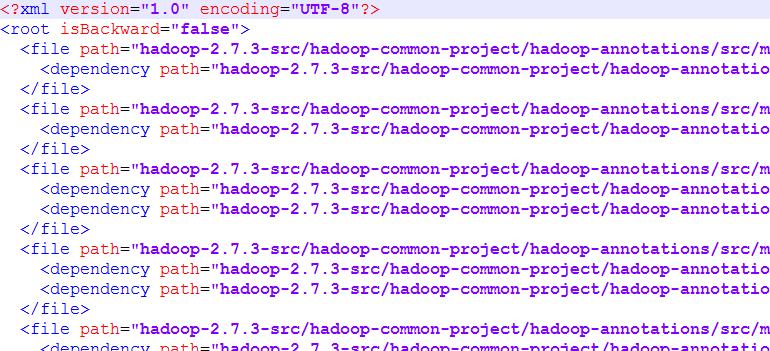 <?xml version="1.0" encoding="UTF-8"?>
<root isBackward="false">
<file path="hadoop-2.7.3-src/hadoop-common-project/hadoop-annotations/src/m
<dependency path="hadoop-2.7.3-src/hadoop-common-project/hadoop-annotatio
</file>
<file path="hadoop-2.7.3-src/hadoop-common-project/hadoop-annotations/src/m
<dependency path="hadoop-2.7.3-src/hadoop-common-project/hadoop-annotatio
</file>
<file path="hadoop-2.7.3-src/hadoop-common-project/hadoop-annotations/src/m
<dependency path="hadoop-2.7.3-src/hadoop-common-project/hadoop-annotatio
<dependency path="hadoop-2.7.3-src/hadoop-common-project/hadoop-annotatio
</file>
<file path="hadoop-2.7.3-src/hadoop-common-project/hadoop-annotations/src/m
<dependency path="hadoop-2.7.3-src/hadoop-common-project/hadoop-annotatio
<dependency path="hadoop-2.7.3-src/hadoop-common-project/hadoop-annotatio
</file>
<file path="hadoop-2.7.3-src/hadoop-common-project/hadoop-annotations/src/m
<dependency path="hadoop-2.7.3-src/hadoop-common-project/hadoop-annotatio